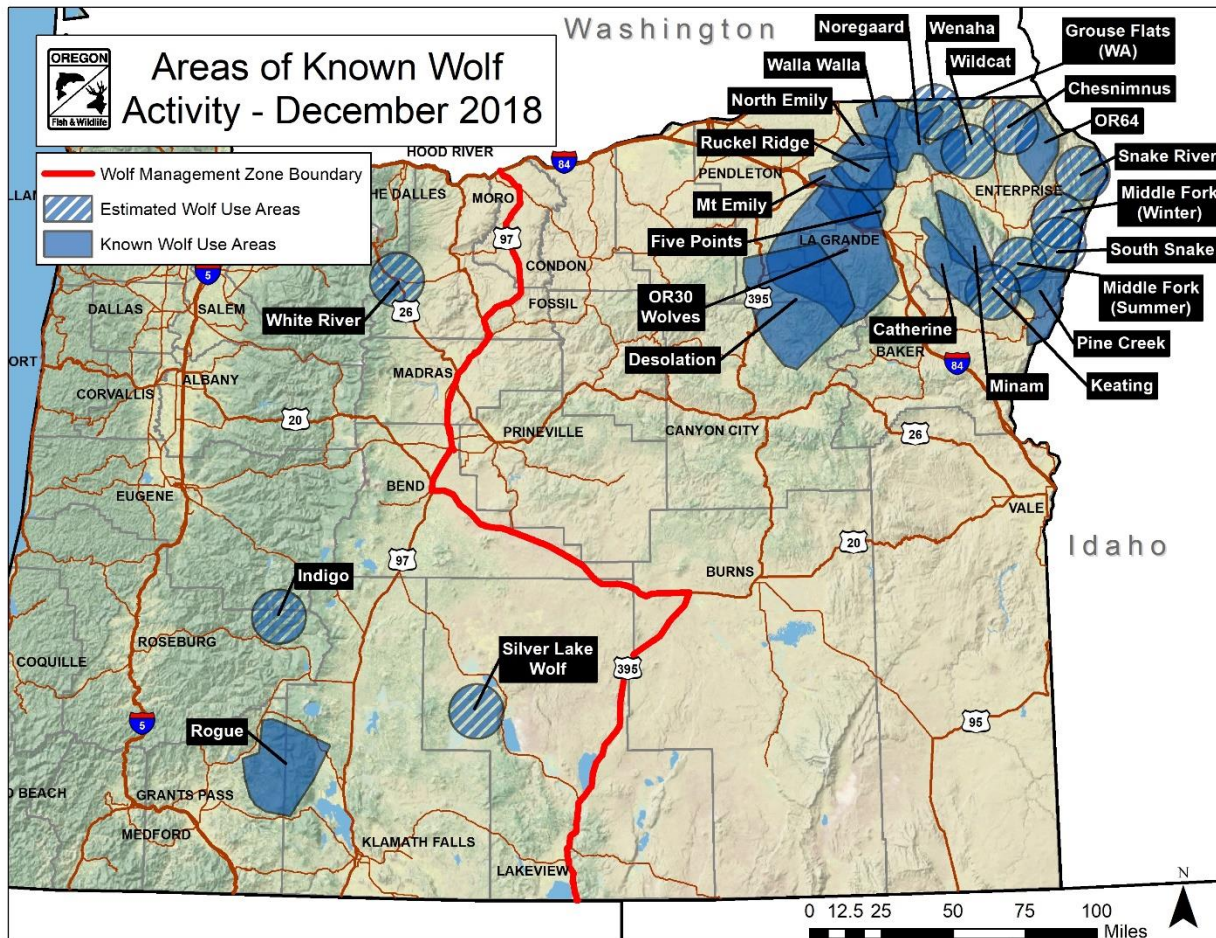 Washington
Noregaard
Wenaha
Grouse Flats
(WA)
OREGON
Fish & Wildlife
Areas of Known Wolf
Activity - December 2018
Walla Walla
Wildcat
Chesnimnus
North Emily
OR64
HOOD RIVER
84
Ruckel Ridge
Snake River
Wolf Management Zone Boundary
Estimated Wolf Use Areas
Known Wolf Use Areas
HE DALLES
MORO
PENDLETON
ENTERPRISE
Mt Emily
Middle Fork
(Winter)
97
Five Points
LA GRANDE
South Snake
5
CONDON
DALLAS
SALEM
White River
26
FOSSIL
OR30
Wolves
395
Middle Fork
(Summer)
Catherine
Pine Creek
ORT
Desolation
BAKER
84
MADRAS
ALBANY
CORVALLIS
Minam
Keating
20
PRINEVILLE
CANYON CITY
26
EUGENE
BEND
VALE
Idaho
97
20
BURNS
Indigo
ROSEBURG
Silver Lake
Wolf
COQUILLE
395
5
Rogue
95
D BEACH
GRANTS PASS
MEDFORD
KLAMATH FALLS
LAKEVIEW
N
0 12.5 25 50 75 100
Miles